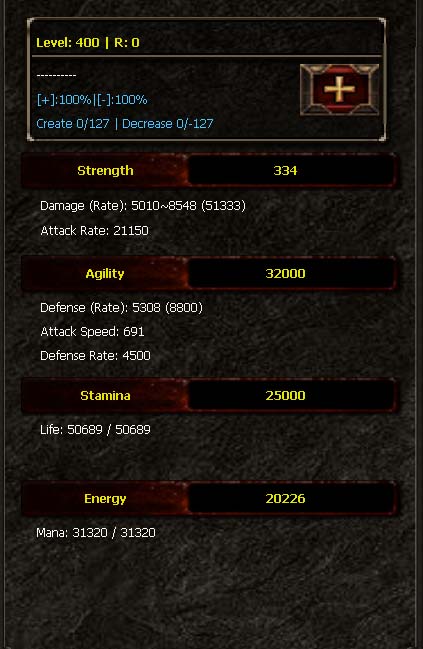 Level: 400 | R: 0
----------
[+]:100%|[-]:100%
Create 0/127 | Decrease 0/-127
Strength 334
Damage (Rate): 5010~8548 (51333)
Attack Rate: 21150
Agility 32000
Defense (Rate): 5308 (8800)
Attack Speed: 691
Defense Rate: 4500
Stamina 25000
Life: 50689 / 50689
Energy 20226
Mana: 31320 / 31320